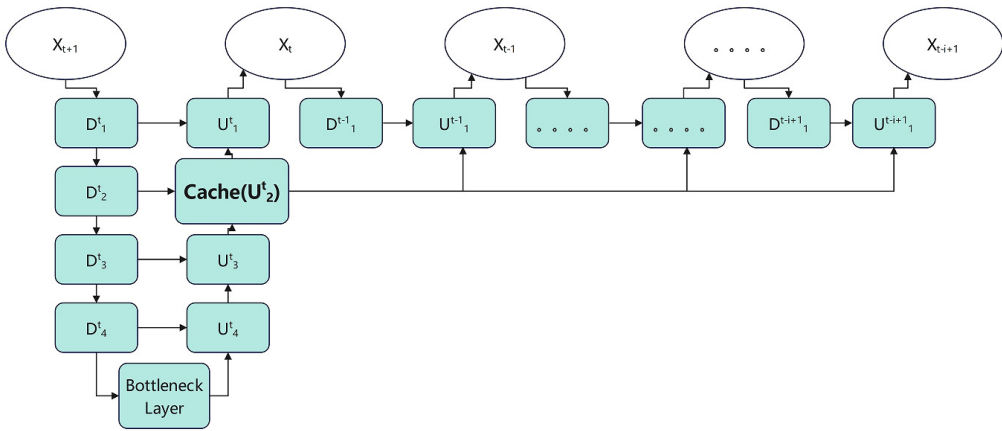 Xₜ₊₁
Xₜ
Xₜ₋₁
∘ ∘ ∘ ∘
Xₜ₋ᵢ₊₁
Dᵗ₁
Uᵗ₁
Dᵗ⁻¹₁
Uᵗ⁻¹₁
∘ ∘ ∘ ∘
∘ ∘ ∘ ∘
Dᵗ⁻ⁱ⁺¹₁
Uᵗ⁻ⁱ⁺¹₁
Dᵗ₂
Cache(Uᵗ₂)
Dᵗ₃
Uᵗ₃
Dᵗ₄
Uᵗ₄
Bottleneck
Layer